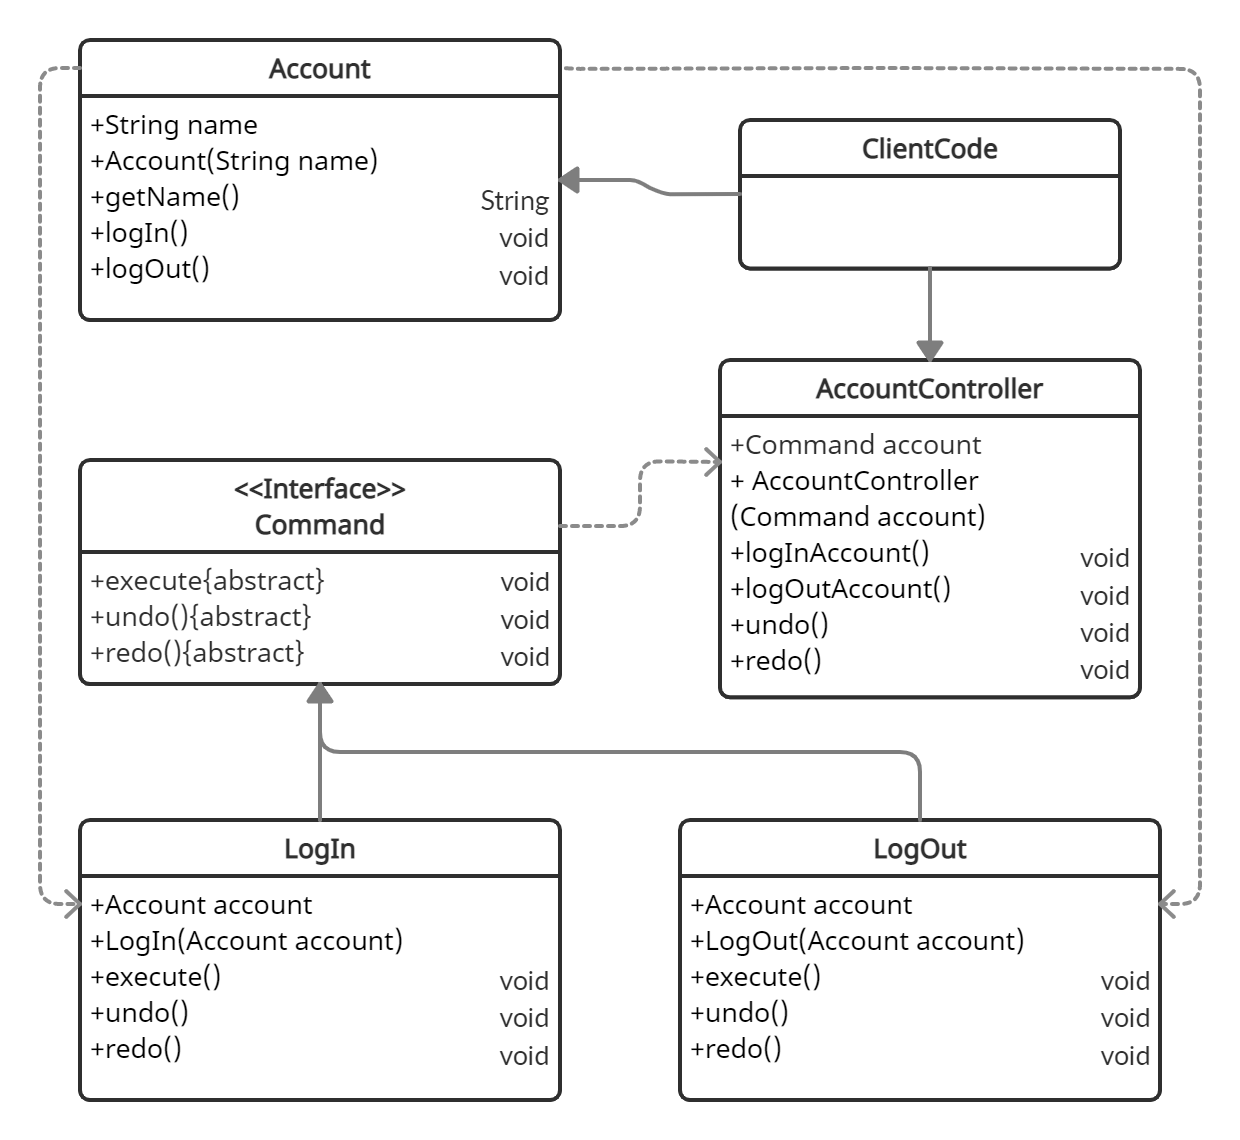 Account
+String name
+Account(String name)
+getName() String
+logIn() void
+logOut() void
ClientCode
AccountController
+Command account
+ AccountController
(Command account)
+logInAccount() void
+logOutAccount() void
+undo() void
+redo() void
<<Interface>>
Command
+execute{abstract} void
+undo(){abstract} void
+redo(){abstract} void
LogIn
+Account account
+LogIn(Account account)
+execute() void
+undo() void
+redo() void
LogOut
+Account account
+LogOut(Account account)
+execute() void
+undo() void
+redo() void